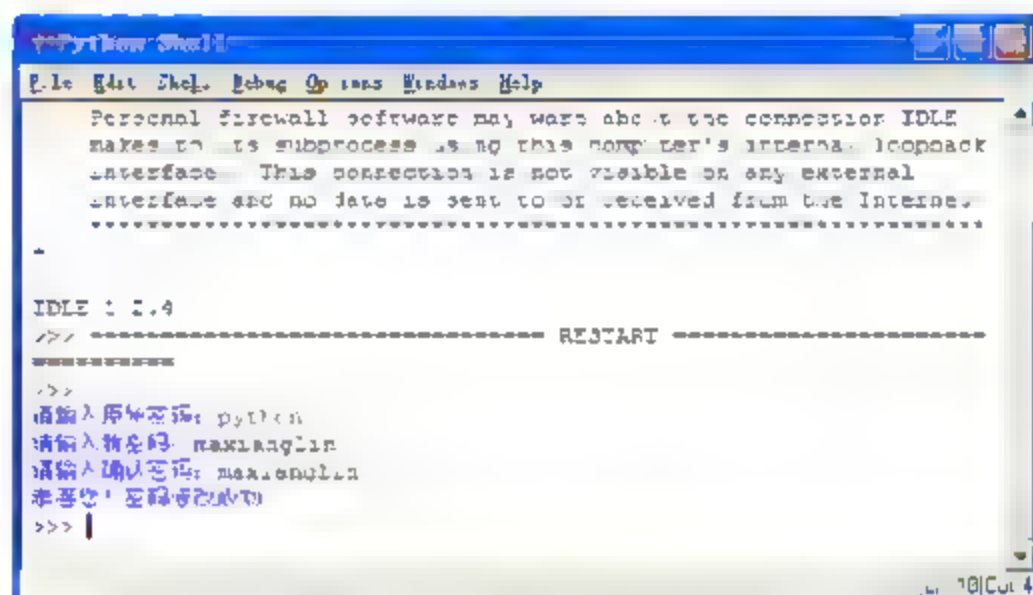 Python Shell
File Edit Shell Debug Options Windows Help
Personal firewall software may warn about the connection IDLE
makes to its subprocess using this computer's internal loopback
interface. This connection is not visible on any external
interface and no data is sent to or received from the Internet.
****************************************************************
IDLE 1.2.4
>>> ================================ RESTART ================================
>>>
请输入原始密码: python
请输入新密码: maxianglin
请输入确认密码: maxianglin
恭喜您! 密码修改成功
>>>